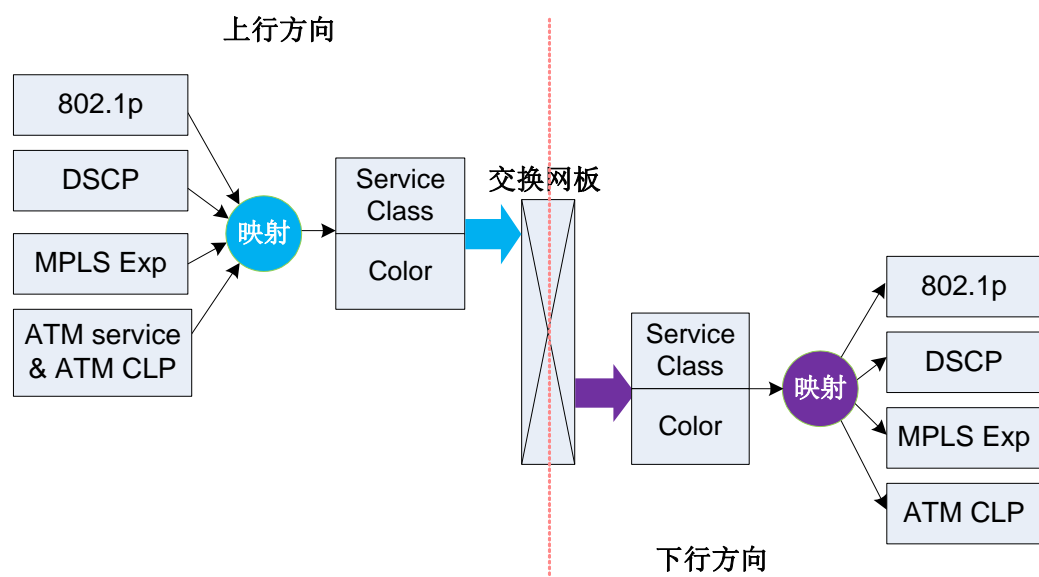 上行方向
802.1p
DSCP
MPLS Exp
ATM service
& ATM CLP
映射
Service
Class
Color
交换网板
Service
Class
Color
映射
802.1p
DSCP
MPLS Exp
ATM CLP
下行方向